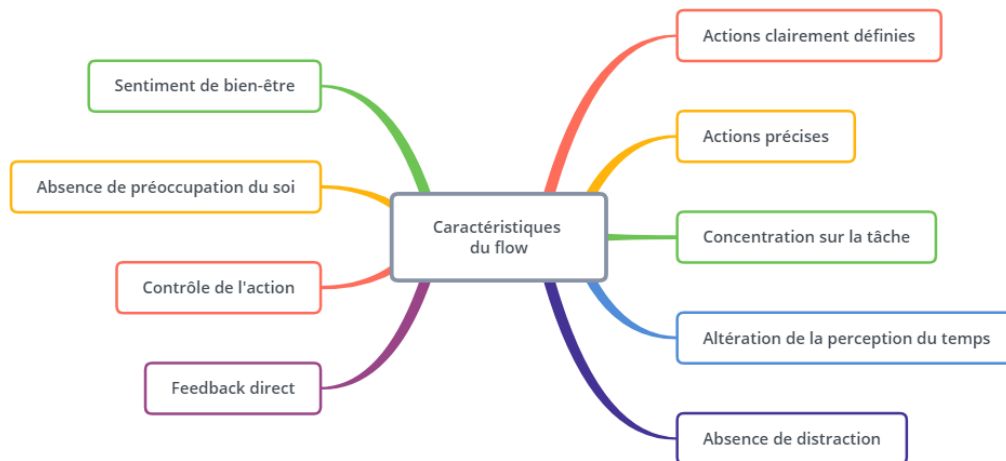 Caractéristiques
du flow
Actions clairement définies
Actions précises
Concentration sur la tâche
Altération de la perception du temps
Absence de distraction
Sentiment de bien-être
Absence de préoccupation du soi
Contrôle de l'action
Feedback direct